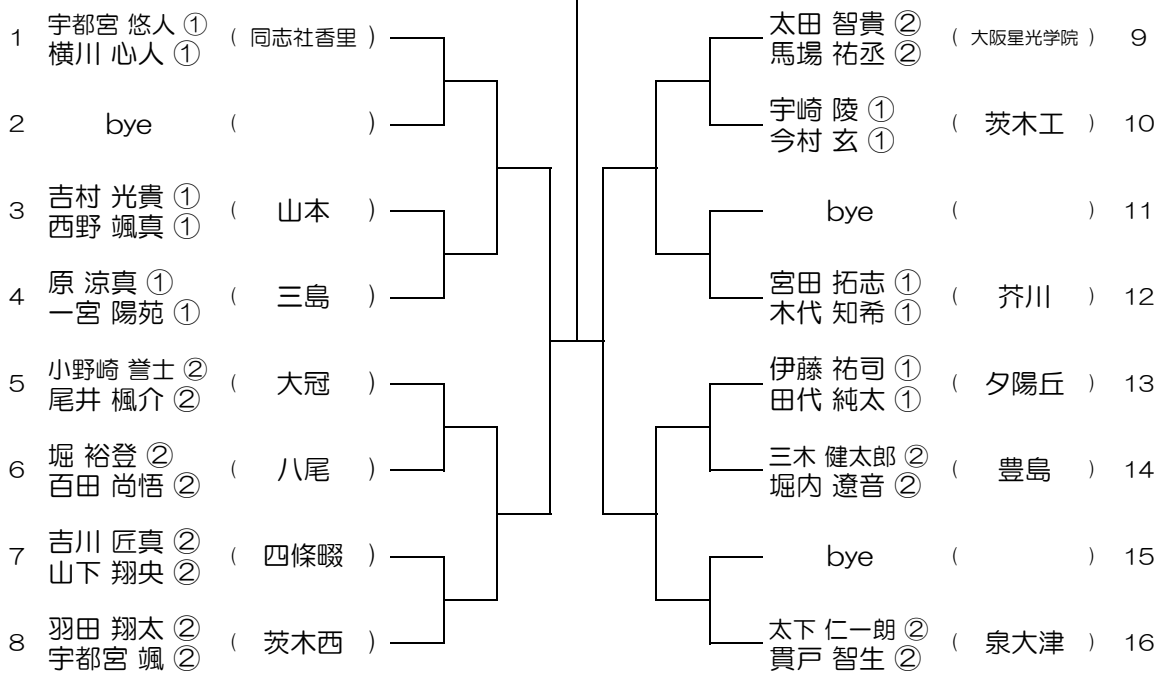 1 宇都宮 悠人 ① ( 同志社香里 )
横川 心人 ①
2 bye ( )
3 吉村 光貴 ① ( 山本 )
西野 颯真 ①
4 原 涼真 ① ( 三島 )
一宮 陽苑 ①
5 小野崎 誉士 ② ( 大冠 )
尾井 楓介 ②
6 堀 裕登 ② ( 八尾 )
百田 尚悟 ②
7 吉川 匠真 ② ( 四條畷 )
山下 翔央 ②
8 羽田 翔太 ② ( 茨木西 )
宇都宮 颯 ②
太田 智貴 ② ( 大阪星光学院 ) 9
馬場 祐丞 ②
宇崎 陵 ① ( 茨木工 ) 10
今村 玄 ①
bye ( ) 11
宮田 拓志 ① ( 芥川 ) 12
木代 知希 ①
伊藤 祐司 ① ( 夕陽丘 ) 13
田代 純太 ①
三木 健太郎 ② ( 豊島 ) 14
堀内 遼音 ②
bye ( ) 15
太下 仁一朗 ② ( 泉大津 ) 16
貫戸 智生 ②